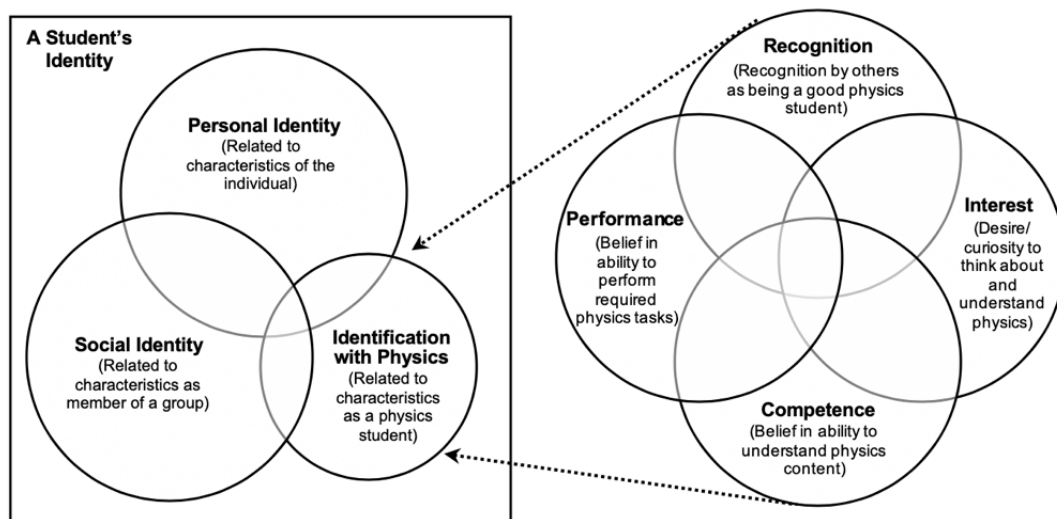 A Student's
Identity
Personal Identity
(Related to
characteristics of the
individual)
Social Identity
(Related to
characteristics as
member of a group)
Identification
with Physics
(Related to
characteristics
as a physics
student)
Recognition
(Recognition by others
as being a good physics
student)
Performance
(Belief in
ability to
perform
required
physics tasks)
Interest
(Desire/
curiosity to
think about
and
understand
physics)
Competence
(Belief in ability to
understand physics
content)